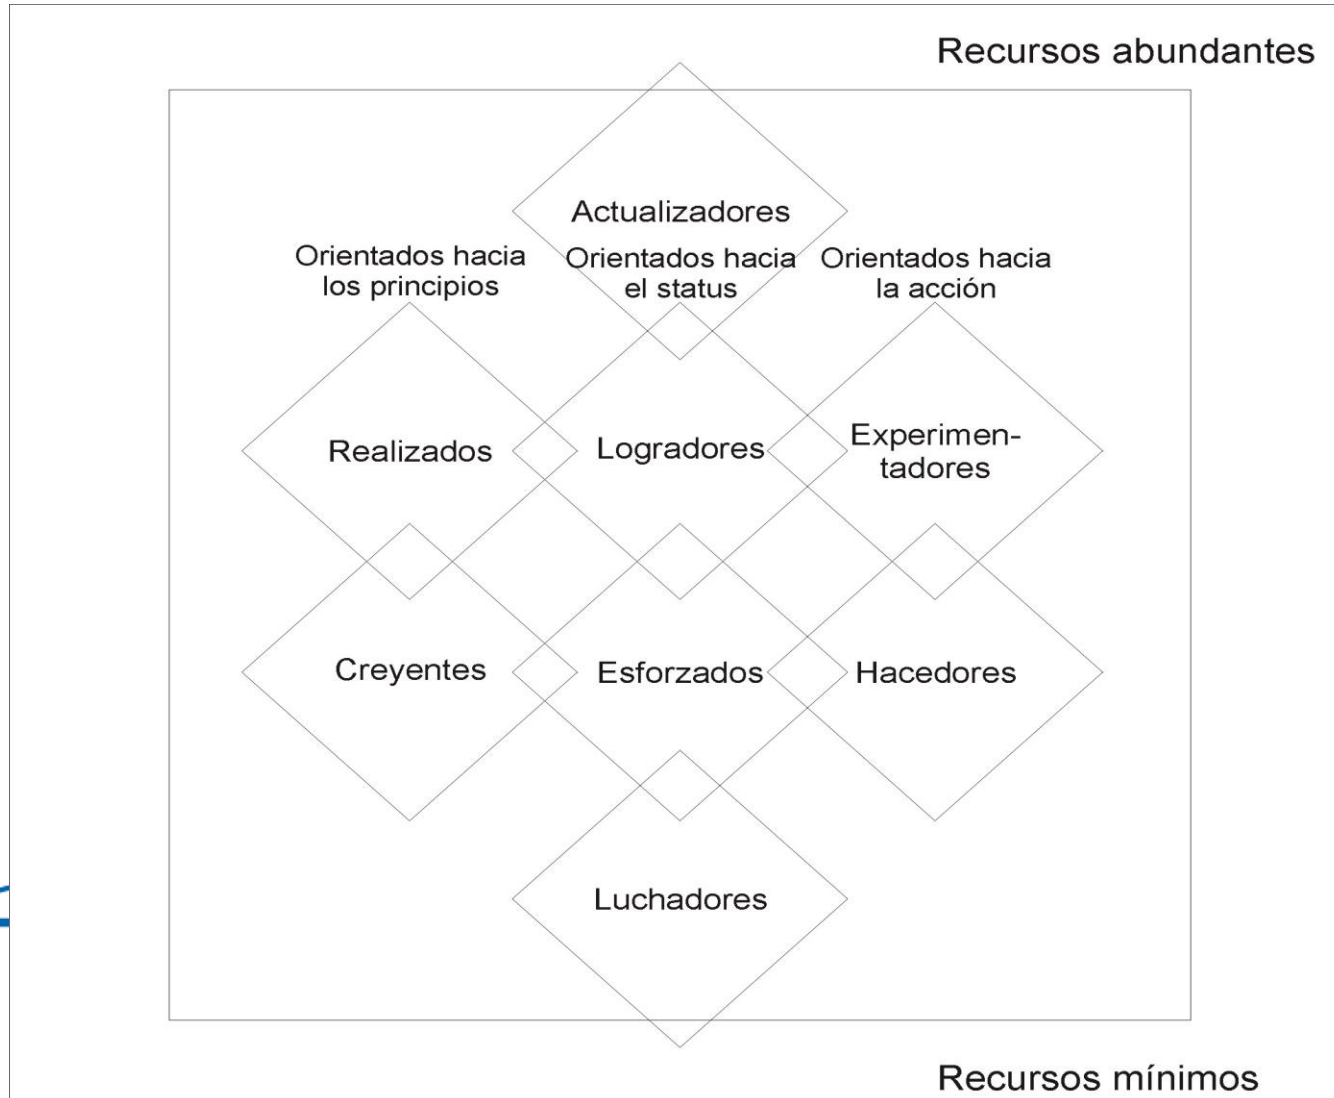 Recursos abundantes
Actualizadores
Orientados hacia
los principios
Orientados hacia
el status
Orientados hacia
la acción
Realizados
Logradores
Experimen-
tadores
Creyentes
Esforzados
Hacedores
Luchadores
Recursos mínimos